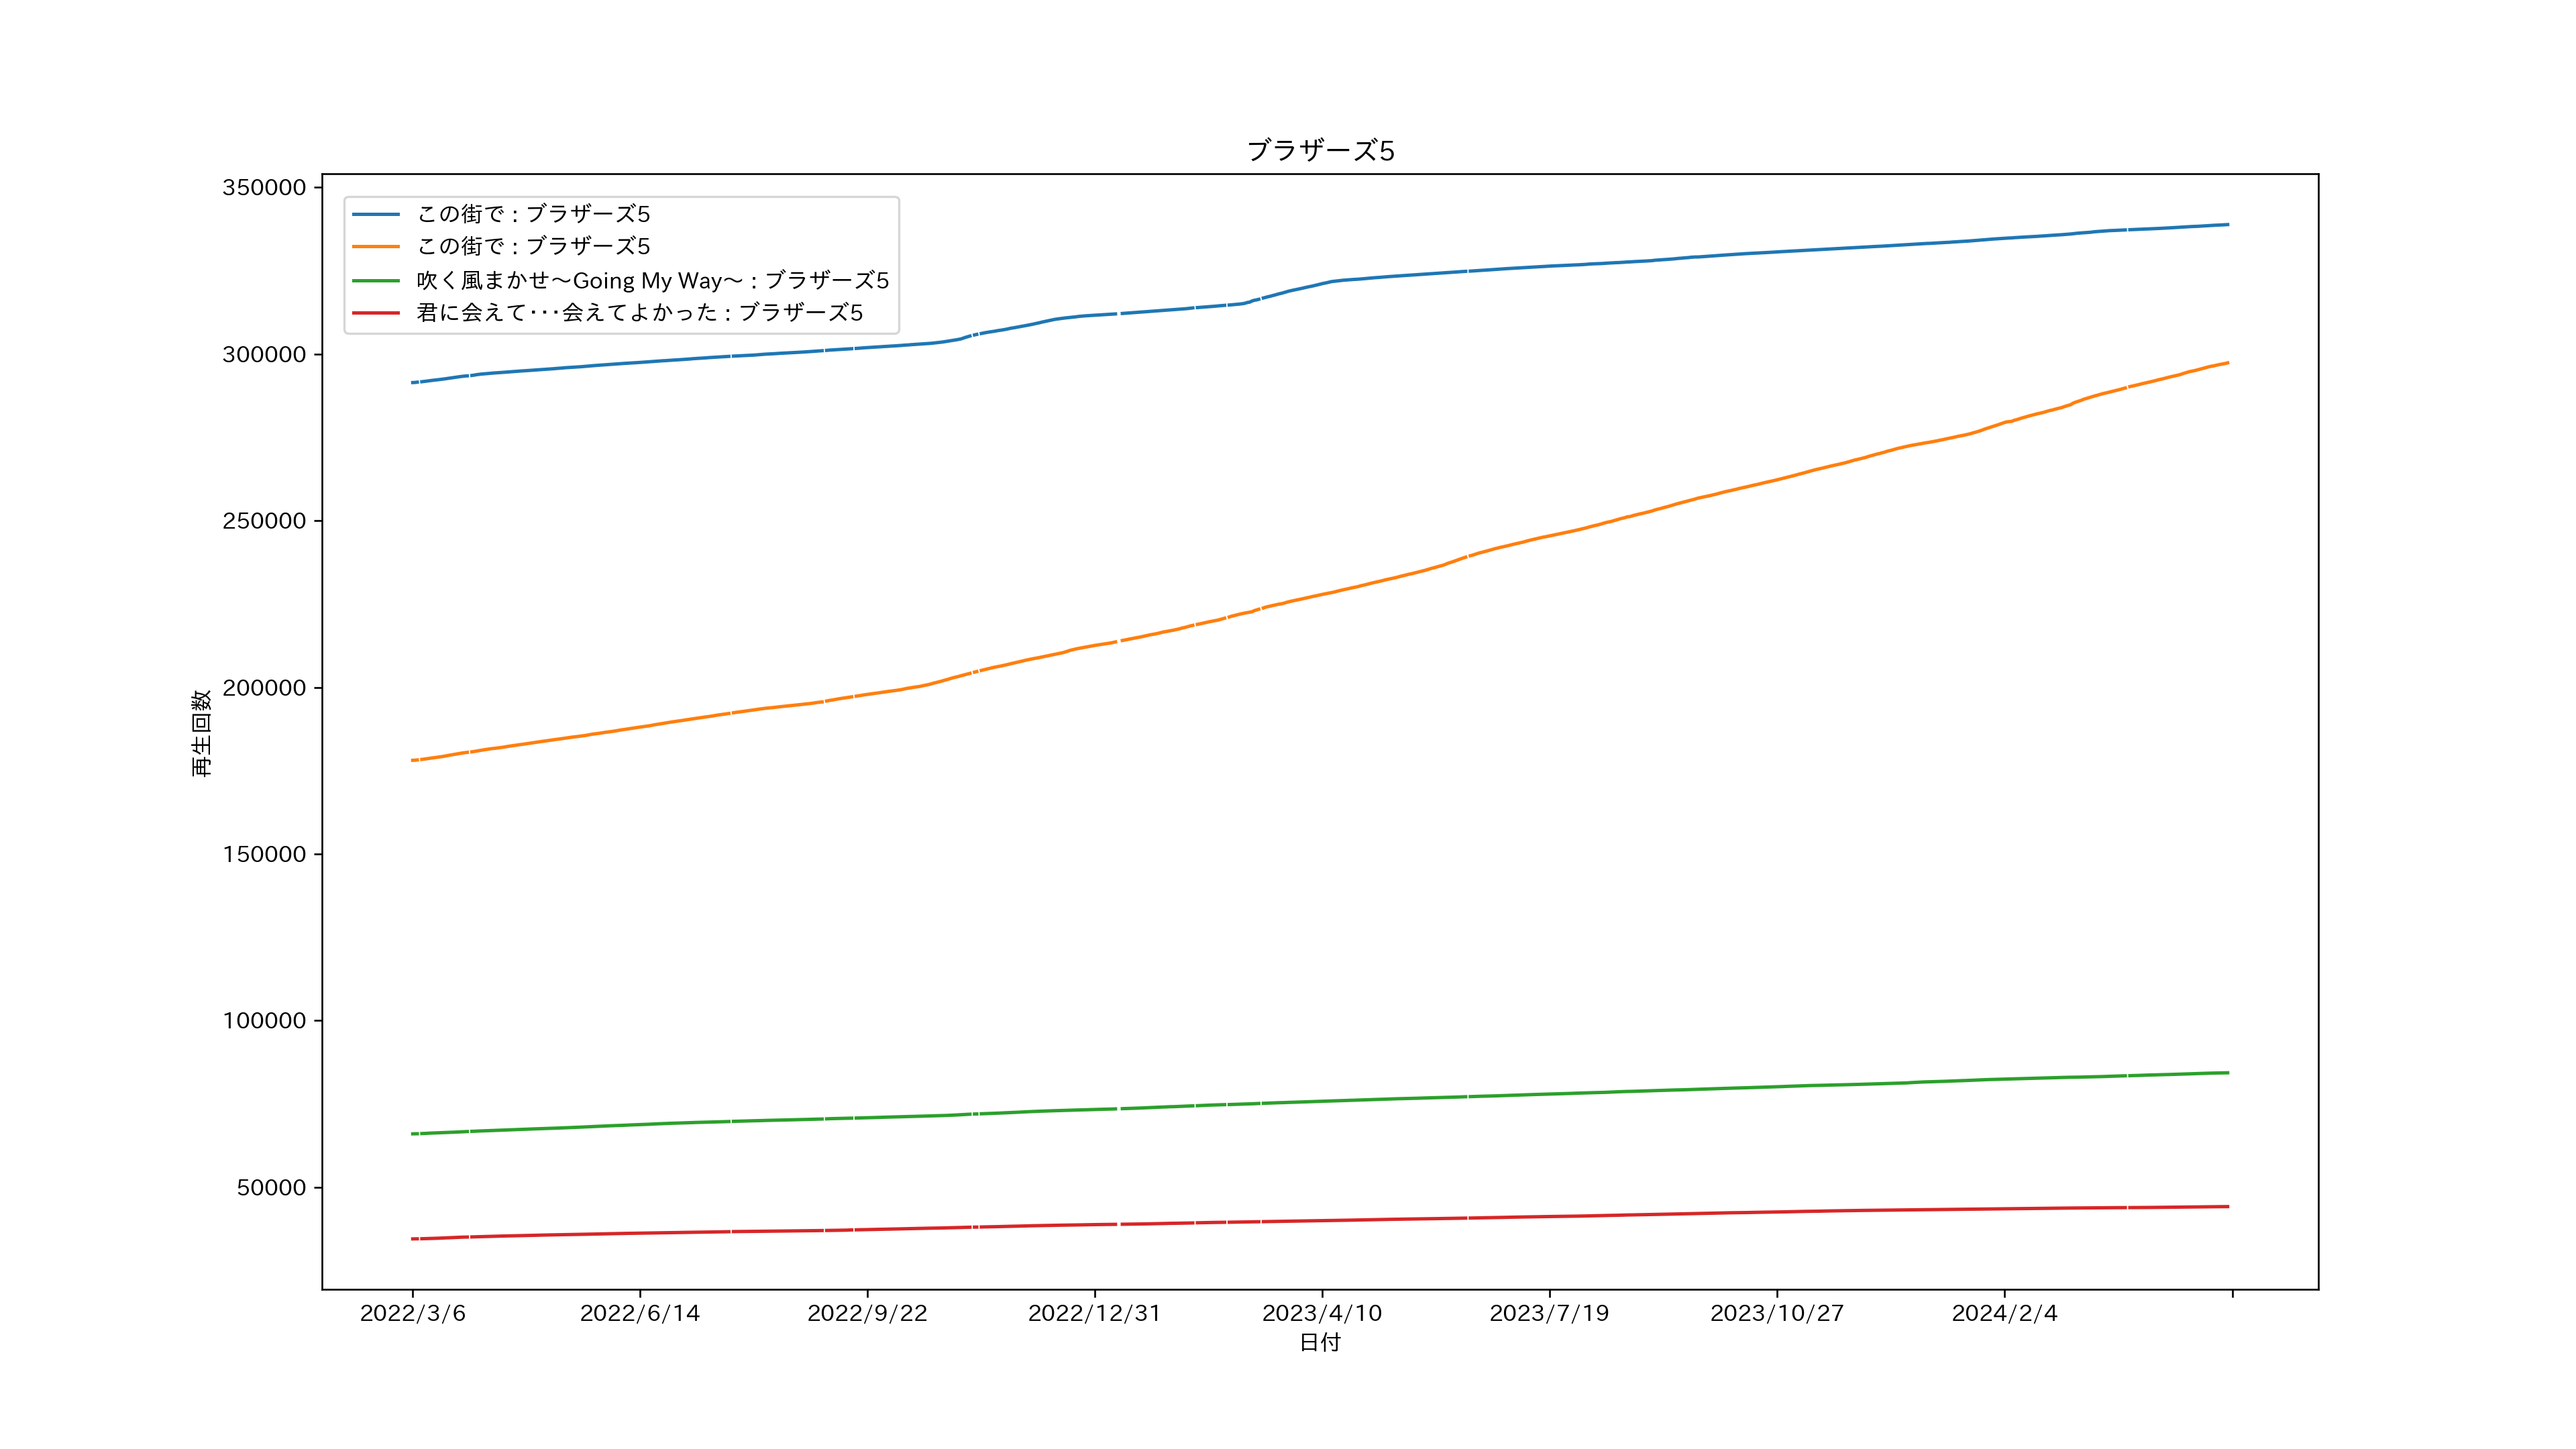 ブラザーズ5
350000
300000
250000
200000
150000
100000
50000
再生回数
この街で : ブラザーズ5
この街で : ブラザーズ5
吹く風まかせ〜Going My Way〜 : ブラザーズ5
君に会えて･･･会えてよかった : ブラザーズ5
2022/3/6
2022/6/14
2022/9/22
2022/12/31
2023/4/10
2023/7/19
2023/10/27
2024/2/4
日付